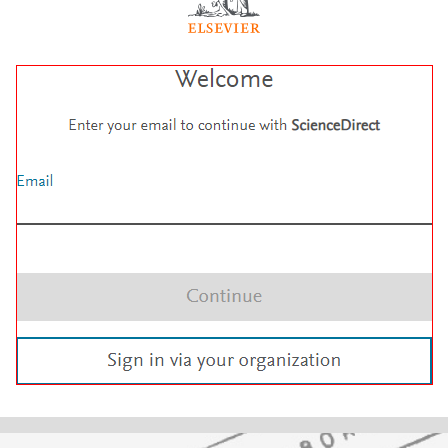 ELSEVIER
Welcome
Enter your email to continue with ScienceDirect
Email
Continue
Sign in via your organization